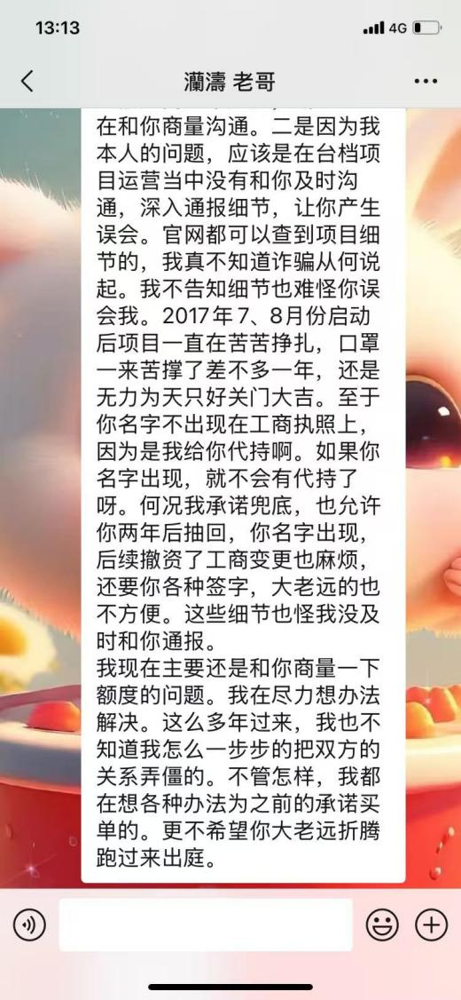 13:13
4G
灡濤 老哥
在和你商量沟通。二是因为我
本人的问题，应该是在台档项
目运营当中没有和你及时沟
通，深入通报细节，让你产生
误会。官网都可以查到项目细
节的，我真不知道诈骗从何说
起。我不告知细节也难怪你误
会我。2017年7、8月份启动
后项目一直在苦苦挣扎，口罩
一来苦撑了差不多一年，还是
无力为天只好关门大吉。至于
你名字不出现在工商执照上，
因为是我给你代持啊。如果你
名字出现，就不会有代持了
呀。何况我承诺兜底，也允许
你两年后抽回，你名字出现，
后续撤资了工商变更也麻烦，
还要你各种签字，大老远的也
不方便。这些细节也怪我没及
时和你通报。
我现在主要还是和你商量一下
额度的问题。我在尽力想办法
解决。这么多年过来，我也不
知道我怎么一步步的把双方的
关系弄僵的。不管怎样，我都
在想各种办法为之前的承诺买
单的。更不希望你大老远折腾
跑过来出庭。